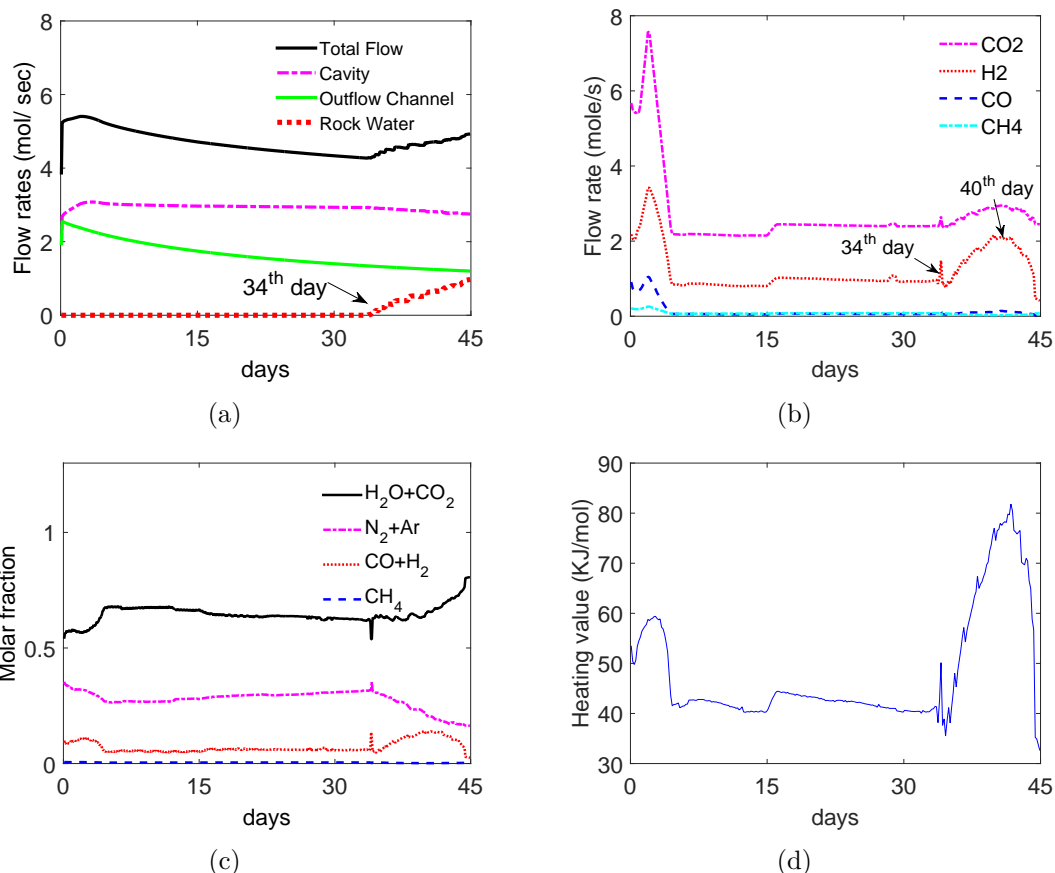 8
6
4
2
0
Flow rates (mol/ sec)
Total Flow
Cavity
Outflow Channel
Rock Water
34th day
0 15 30 45
days
(a)
8
6
4
2
0
Flow rate (mole/s)
CO2
H2
CO
CH4
40th day
34th day
0 15 30 45
days
(b)
1
0.5
0
Molar fraction
H2O+CO2
N2+Ar
CO+H2
CH4
0 15 30 45
days
(c)
90
80
70
60
50
40
30
Heating value (KJ/mol)
0 15 30 45
days
(d)